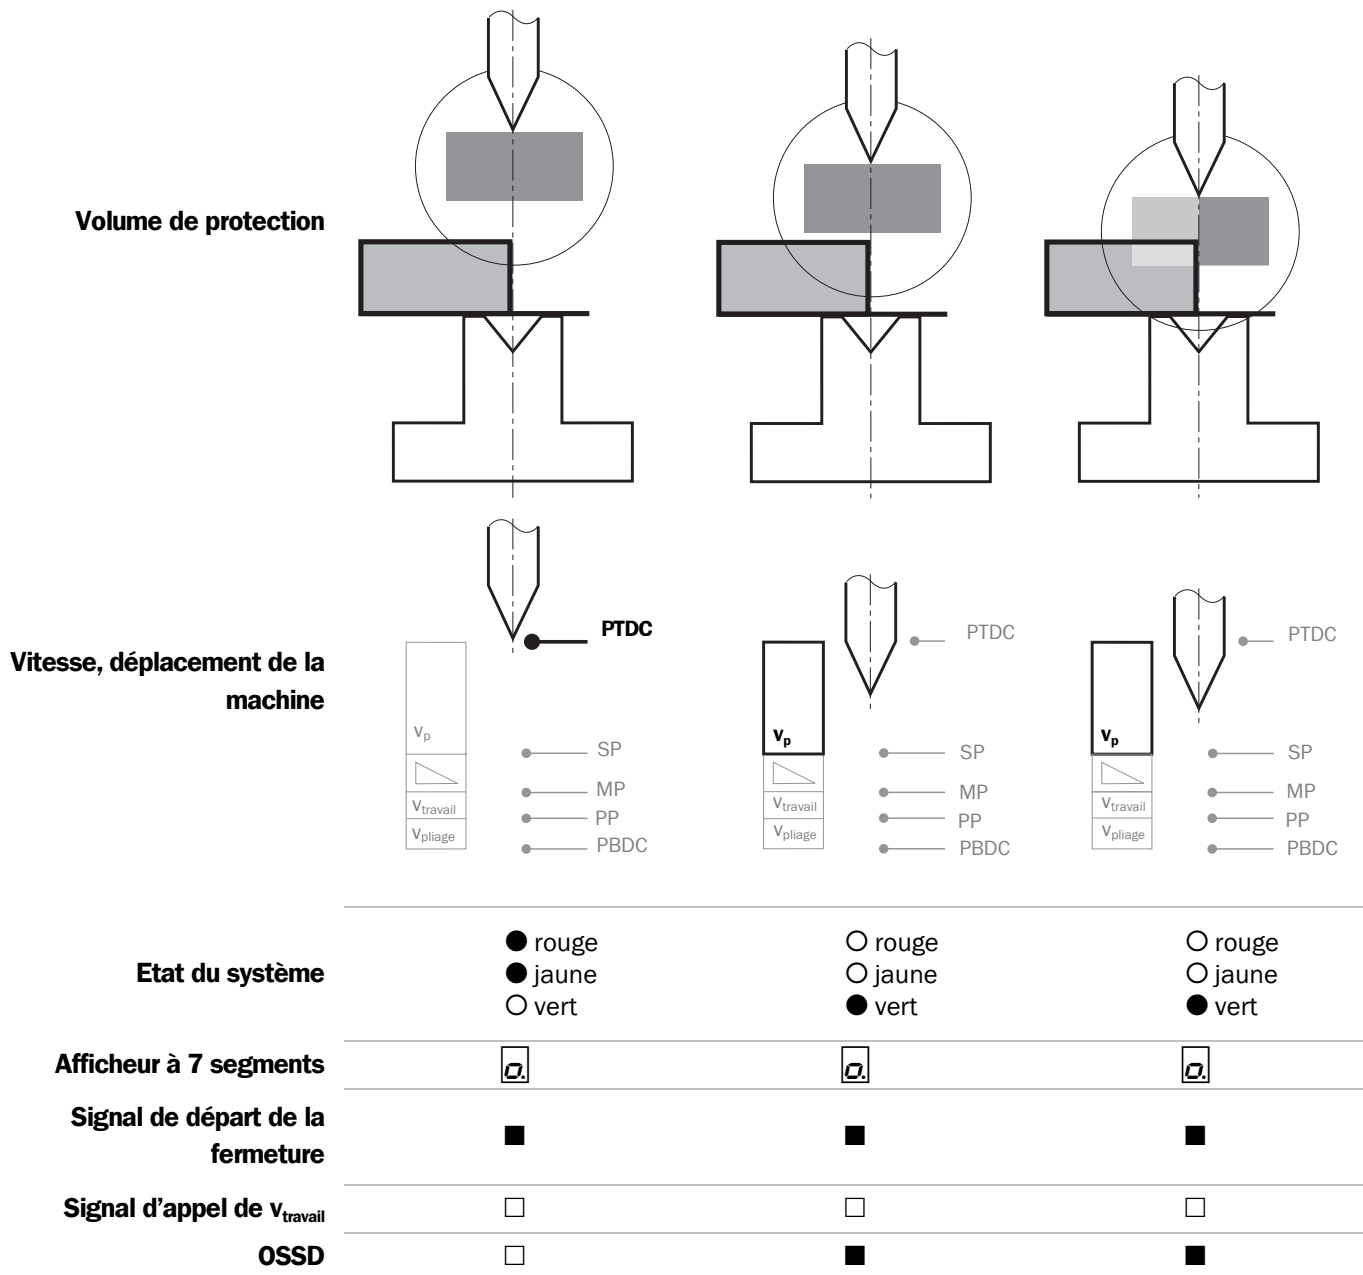 Volume de protection
Vitesse, déplacement de la
machine
PTDC
PTDC
PTDC
vp
SP
vp
SP
vp
SP
MP
MP
MP
vtravail
PP
vtravail
PP
vtravail
PP
vpliage
PBDC
vpliage
PBDC
vpliage
PBDC
Etat du système
rouge
rouge
rouge
jaune
jaune
jaune
vert
vert
vert
Afficheur à 7 segments
Signal de départ de la
fermeture
Signal d'appel de vtravail
OSSD